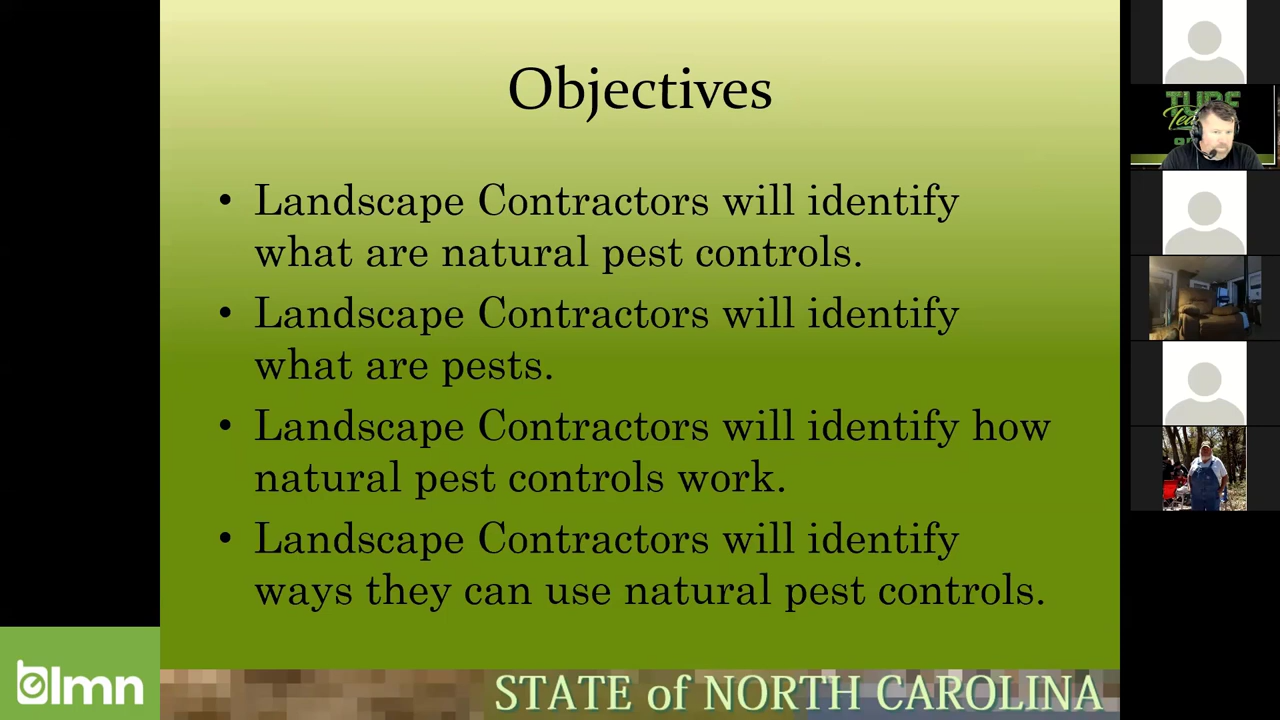 Objectives
• Landscape Contractors will identify
what are natural pest controls.
• Landscape Contractors will identify
what are pests.
• Landscape Contractors will identify how
natural pest controls work.
• Landscape Contractors will identify
ways they can use natural pest controls.
lmn
STATE of NORTH CAROLINA